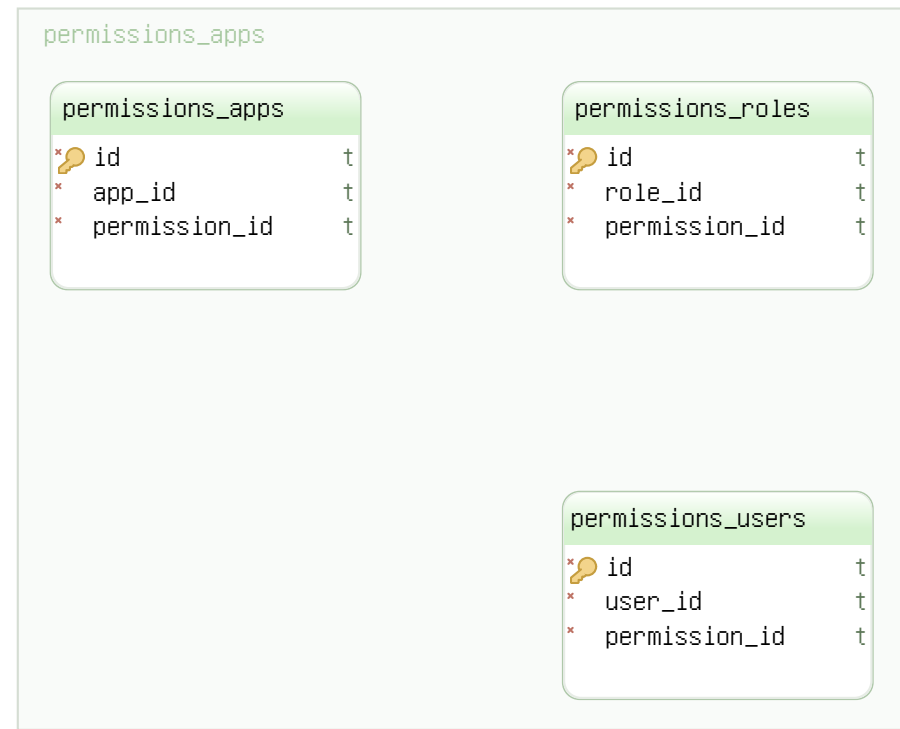 permissions_apps
permissions_apps
id t
app_id t
permission_id t
permissions_roles
id t
role_id t
permission_id t
permissions_users
id t
user_id t
permission_id t